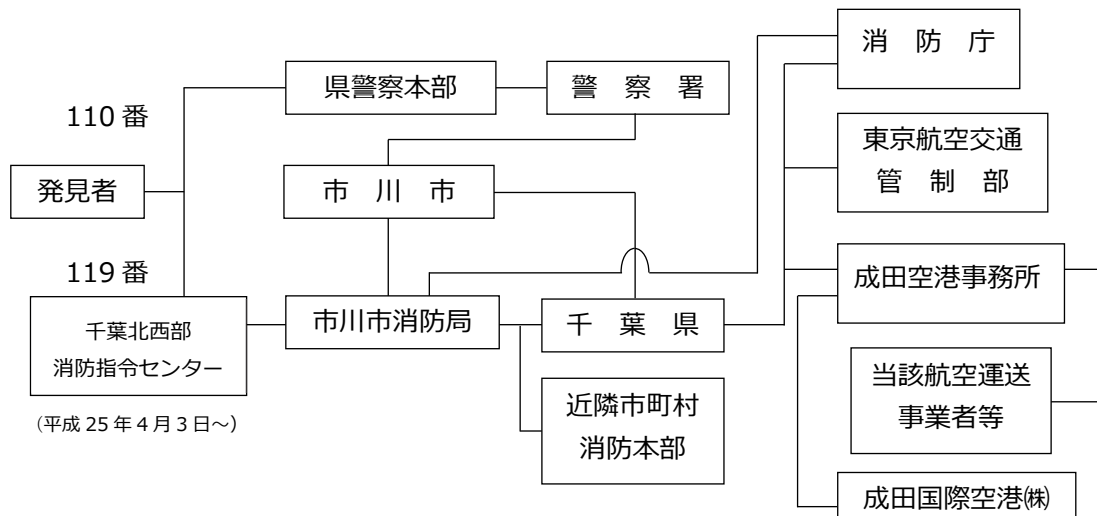 110 番
発見者
119 番
千葉北西部
消防指令センター
（平成 25 年 4 月 3 日～）
県警察本部
警 察 署
市 川 市
市川市消防局
千 葉 県
近隣市町村
消防本部
消 防 庁
東京航空交通
管 制 部
成田空港事務所
当該航空運送
事業者等
成田国際空港㈱